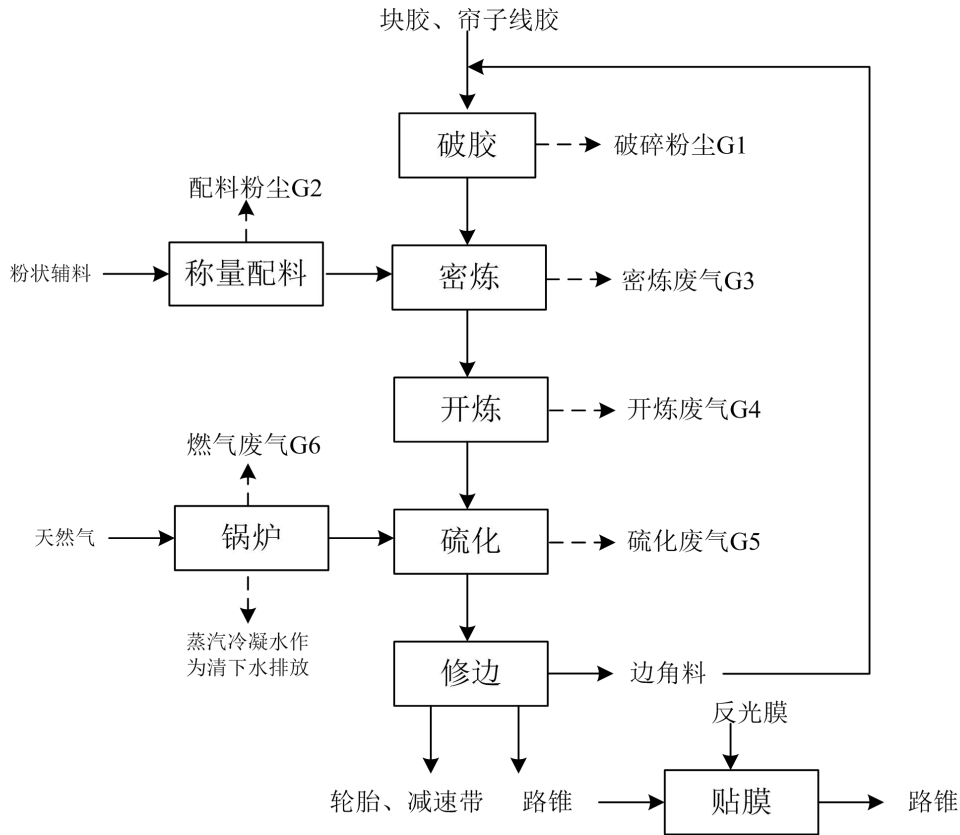 块胶、帘子线胶
破胶
破碎粉尘G1
配料粉尘G2
粉状辅料
称量配料
密炼
密炼废气G3
开炼
开炼废气G4
燃气废气G6
天然气
锅炉
硫化
硫化废气G5
蒸汽冷凝水作
为清下水排放
修边
边角料
反光膜
轮胎、减速带
路锥
贴膜
路锥